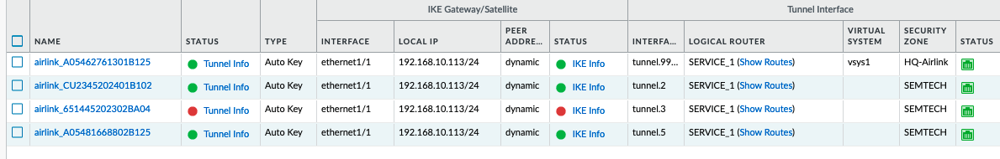 IKE Gateway/Satellite Tunnel Interface
NAME STATUS TYPE INTERFACE LOCAL IP PEER ADDRE... STATUS INTERFA... LOGICAL ROUTER VIRTUAL SYSTEM SECURITY ZONE STATUS
airlink_A05462761301B125 Tunnel Info Auto Key ethernet1/1 192.168.10.113/24 dynamic IKE Info tunnel.99... SERVICE_1 (Show Routes) vsys1 HQ-Airlink
airlink_CU2345202401B102 Tunnel Info Auto Key ethernet1/1 192.168.10.113/24 dynamic IKE Info tunnel.2 SERVICE_1 (Show Routes) SEMTECH
airlink_651445202302BA04 Tunnel Info Auto Key ethernet1/1 192.168.10.113/24 dynamic IKE Info tunnel.3 SERVICE_1 (Show Routes) SEMTECH
airlink_A05481668802B125 Tunnel Info Auto Key ethernet1/1 192.168.10.113/24 dynamic IKE Info tunnel.5 SERVICE_1 (Show Routes) SEMTECH